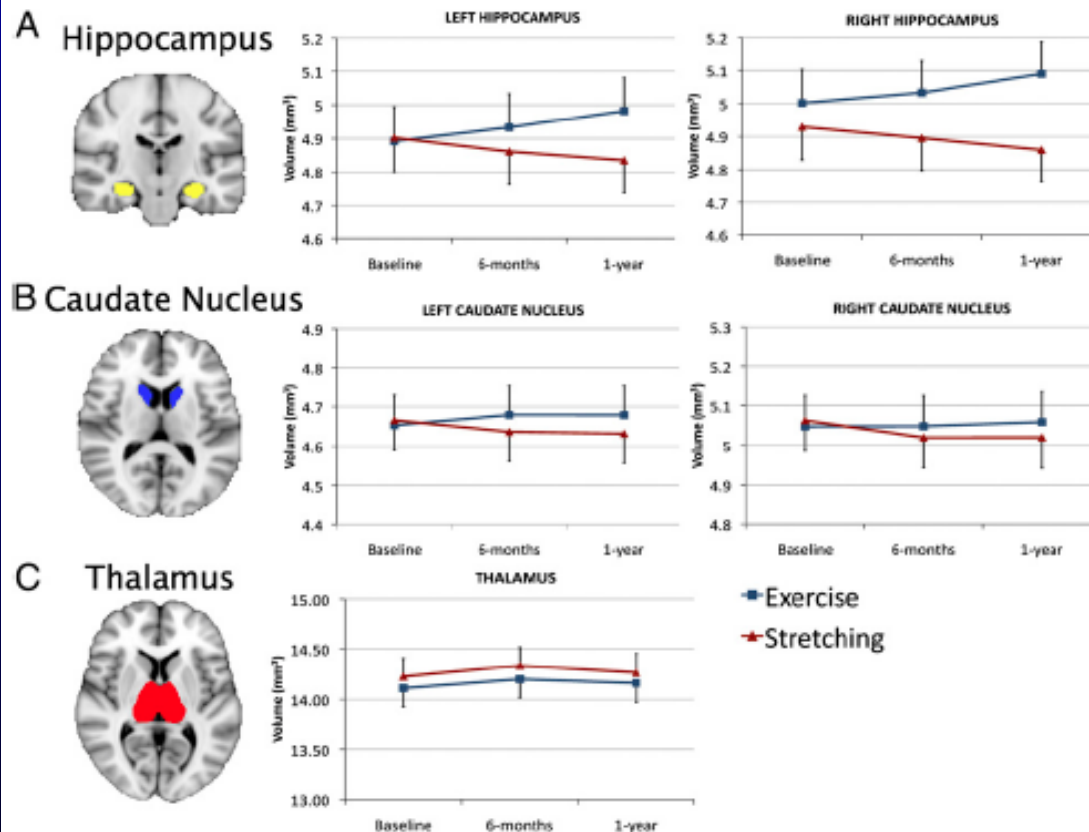 A Hippocampus
LEFT HIPPOCAMPUS
Volume (mm³)
5.2
5.1
5
4.9
4.8
4.7
4.6
Baseline 6-months 1-year
RIGHT HIPPOCAMPUS
Volume (mm³)
5.2
5.1
5
4.9
4.8
4.7
4.6
Baseline 6-months 1-year
B Caudate Nucleus
LEFT CAUDATE NUCLEUS
Volume (mm³)
4.9
4.8
4.7
4.6
4.5
4.4
Baseline 6-months 1-year
RIGHT CAUDATE NUCLEUS
Volume (mm³)
5.3
5.2
5.1
5
4.9
4.8
Baseline 6-months 1-year
C Thalamus
THALAMUS
Volume (mm³)
15.00
14.50
14.00
13.50
13.00
Baseline 6-months 1-year
Exercise
Stretching